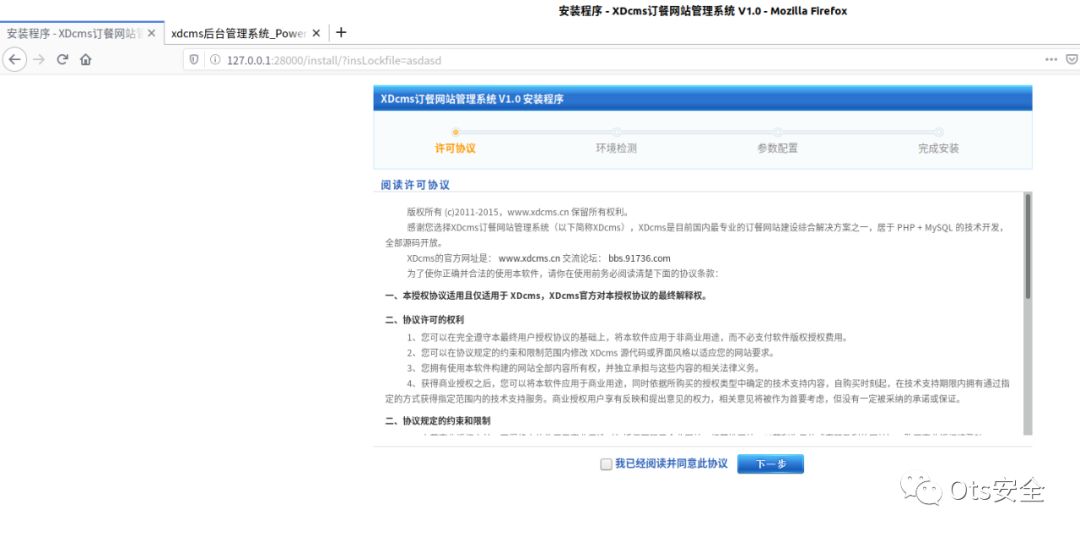 安装程序 - XDcms订餐网站管理系统 V1.0 - Mozilla Firefox
安装程序 - XDcms订餐网站 × xdcms后台管理系统_Power × +
127.0.0.1:28000/install/?insLockfile=asdasd
XDcms订餐网站管理系统 V1.0 安装程序
许可协议 环境检测 参数配置 完成安装
阅读许可协议
版权所有 (c)2011-2015，www.xdcms.cn 保留所有权利。
感谢您选择XDcms订餐网站管理系统（以下简称XDcms），XDcms是目前国内最专业的订餐网站建设综合解决方案之一，居于 PHP + MySQL 的技术开发，
全部源码开放。
XDcms的官方网址是： www.xdcms.cn 交流论坛： bbs.91736.com
为了使你正确并合法的使用本软件，请你在使用前务必阅读清楚下面的协议条款：
一、本授权协议适用且仅适用于 XDcms，XDcms官方对本授权协议的最终解释权。
二、协议许可的权利
1、您可以在完全遵守本最终用户授权协议的基础上，将本软件应用于非商业用途，而不必支付软件版权授权费用。
2、您可以在协议规定的约束和限制范围内修改 XDcms 源代码或界面风格以适应您的网站要求。
3、您拥有使用本软件构建的网站全部内容所有权，并独立承担与这些内容的相关法律义务。
4、获得商业授权之后，您可以将本软件应用于商业用途，同时依据所购买的授权类型中确定的技术支持内容，自购买时刻起，在技术支持期限内拥有通过指
定的方式获得指定范围内的技术支持服务。商业授权用户享有反映和提出意见的权力，相关意见将被作为首要考虑，但没有一定被采纳的承诺或保证。
二、协议规定的约束和限制
我已经阅读并同意此协议 下一步
Ots安全